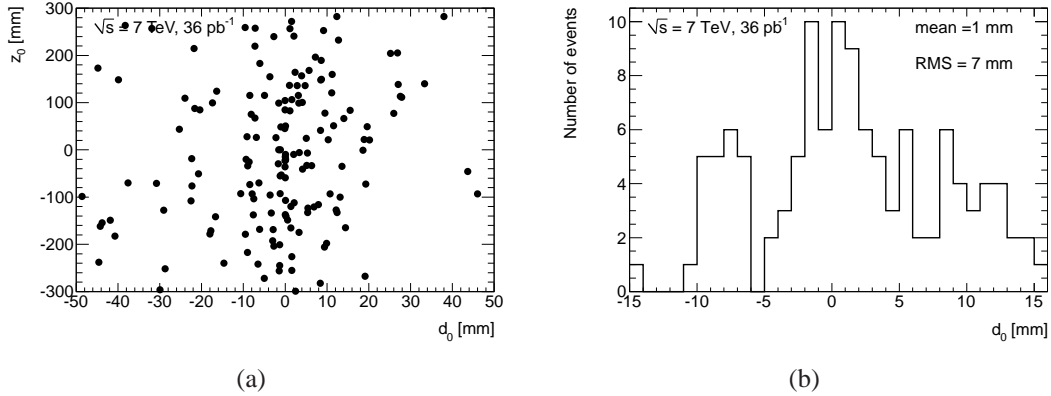 z₀ [mm]
300
200
100
0
-100
-200
-300
√s = 7 TeV, 36 pb⁻¹
-50 -40 -30 -20 -10 0 10 20 30 40 50
d₀ [mm]
(a)
Number of events
10
8
6
4
2
0
√s = 7 TeV, 36 pb⁻¹
mean =1 mm
RMS = 7 mm
-15 -10 -5 0 5 10 15
d₀ [mm]
(b)